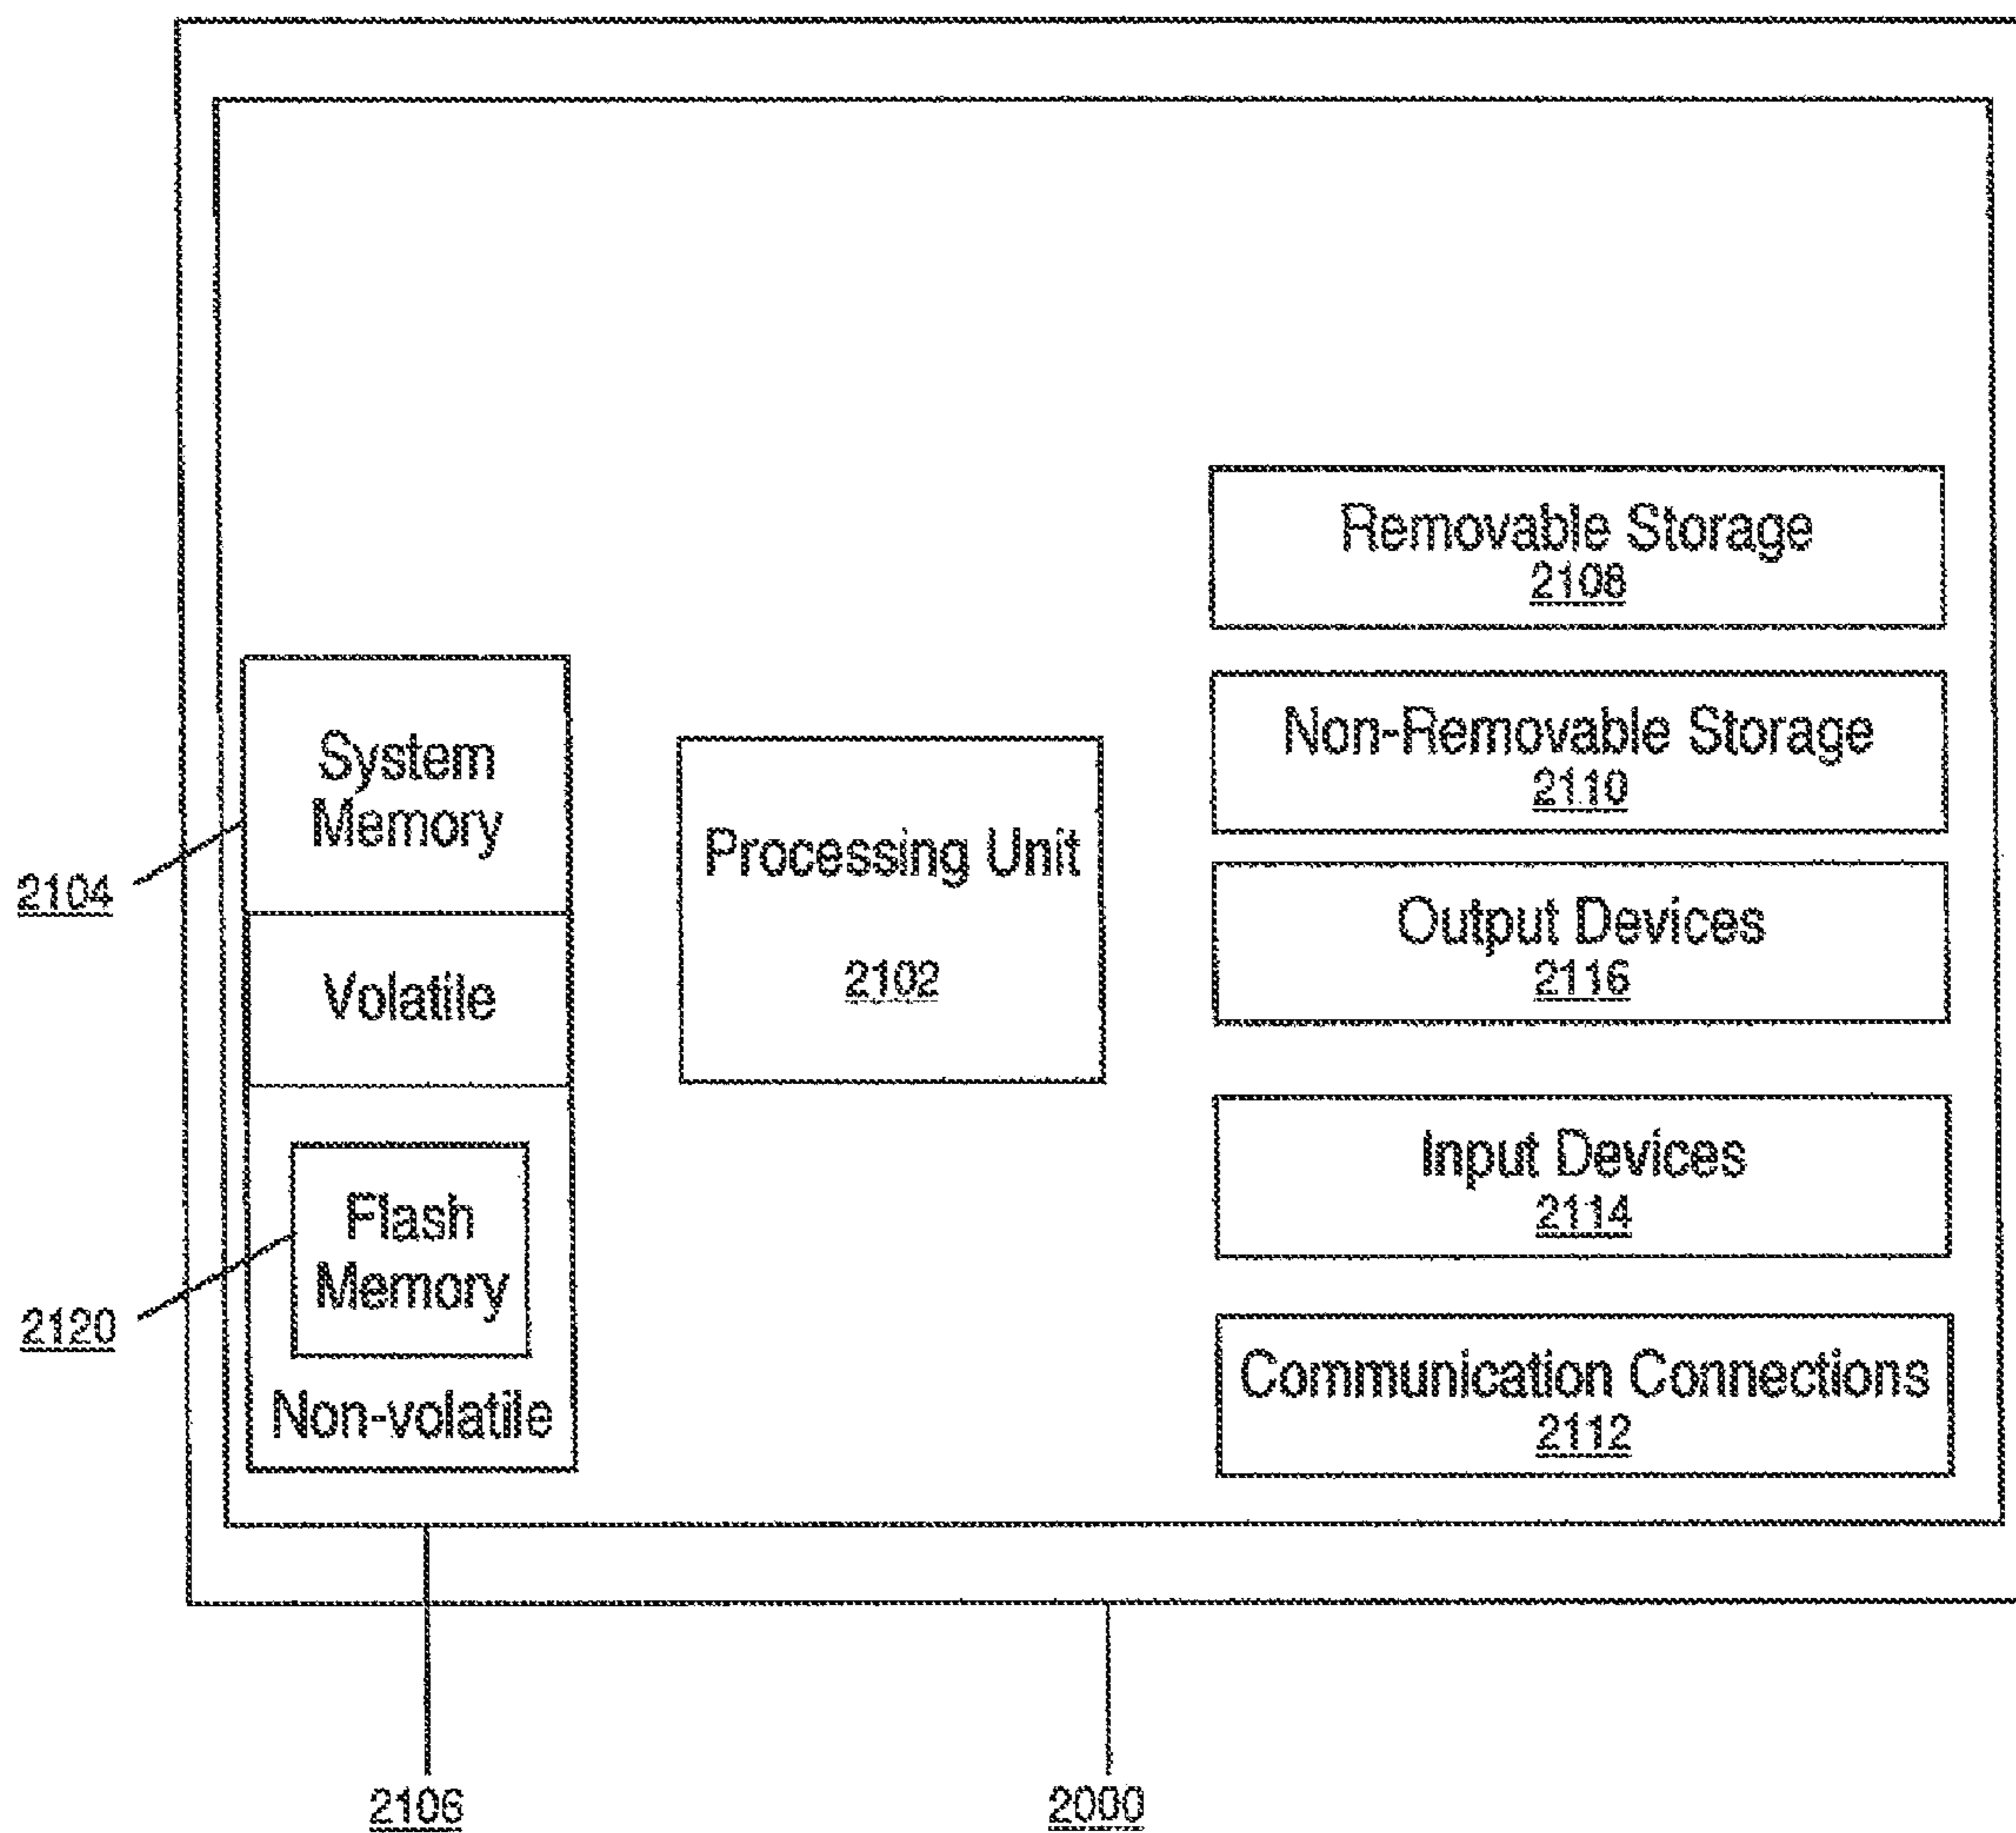 Removable Storage
2108
Non-Removable Storage
2110
Output Devices
2116
Input Devices
2114
Communication Connections
2112
System
Memory
2104
Volatile
Flash
Memory
2120
Non-volatile
Processing Unit
2102
2106
2000